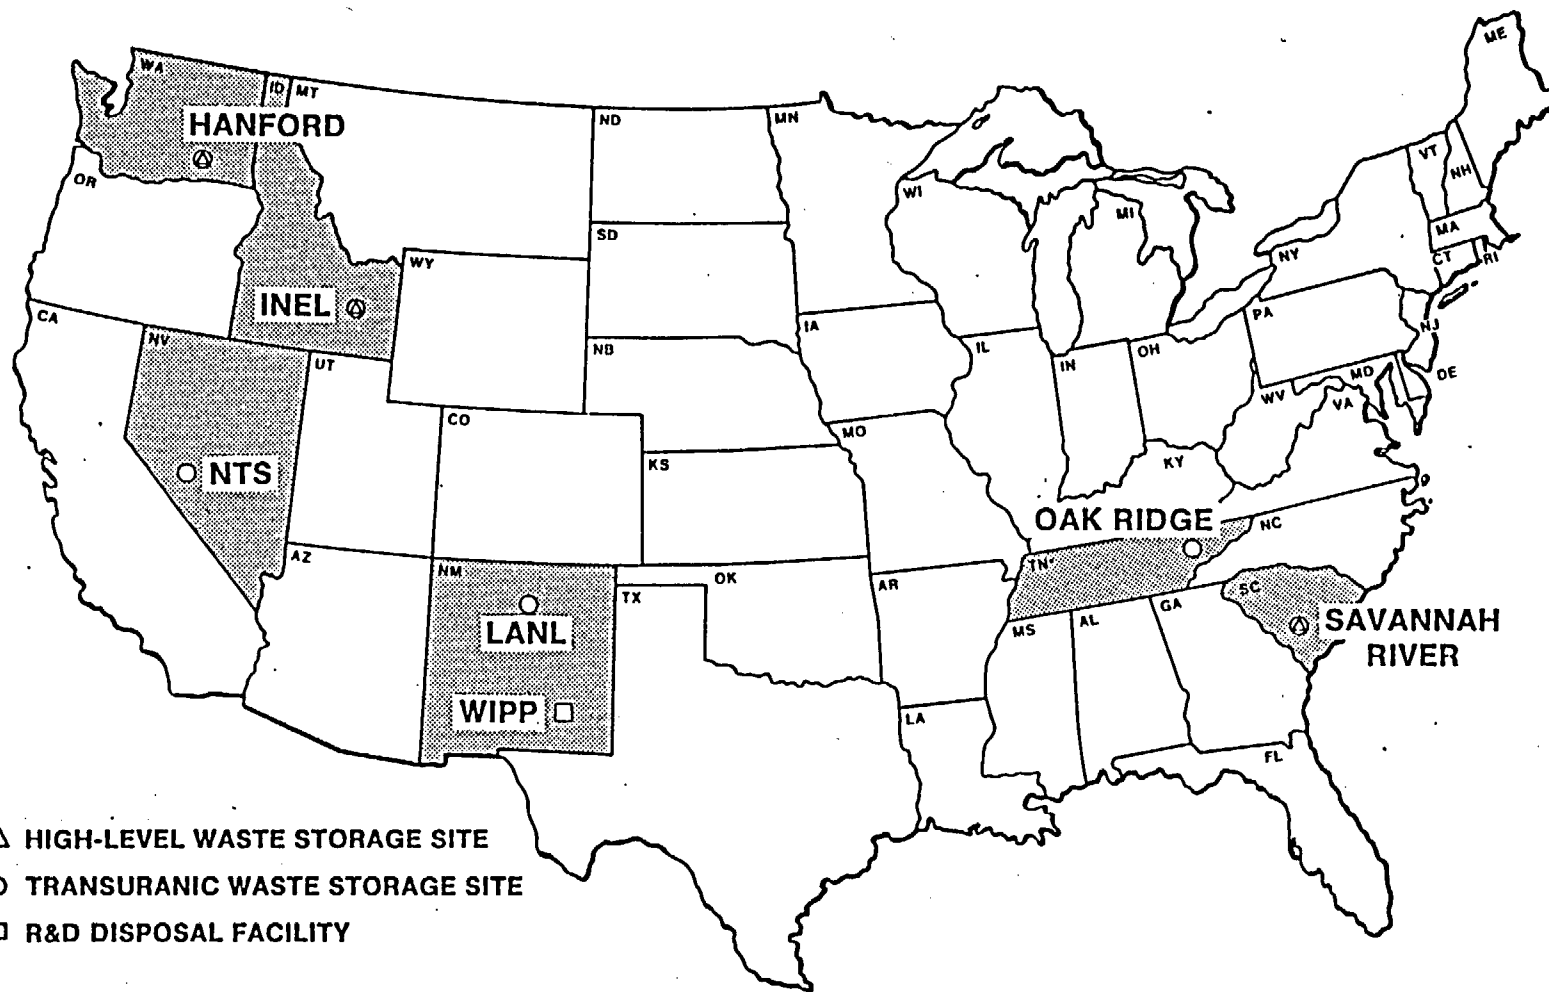 ME
WA
ID
MT
HANFORD
ND
MN
VT
NH
OR
WI
MI
MA
SD
NY
CT
RI
WY
INEL
CA
PA
IA
NJ
NV
NB
IL
OH
UT
IN
MD
DE
WV
VA
CO
MO
KS
KY
NTS
OAK RIDGE
NC
AZ
TN*
NM
OK
AR
TX
SC
LANL
GA
MS
AL
SAVANNAH
RIVER
WIPP
LA
FL
HIGH-LEVEL WASTE STORAGE SITE
TRANSURANIC WASTE STORAGE SITE
R&D DISPOSAL FACILITY